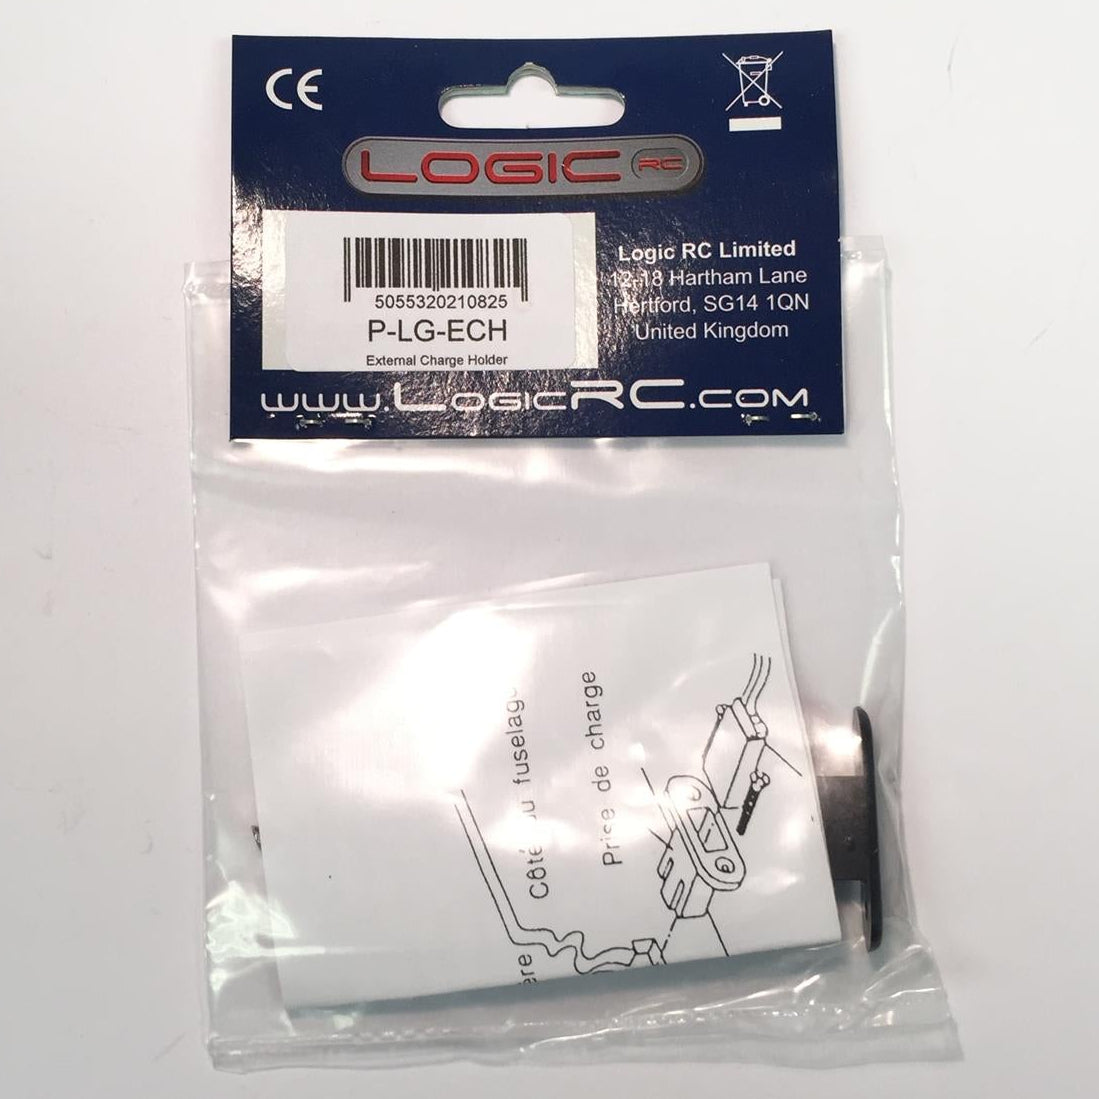 CE
LOGIC RC
5055320210825
P-LG-ECH
External Charge Holder
Logic RC Limited
12-18 Hartham Lane
Hertford, SG14 1QN
United Kingdom
www.LogicRC.com
Côté du fuselage
Prise de charge